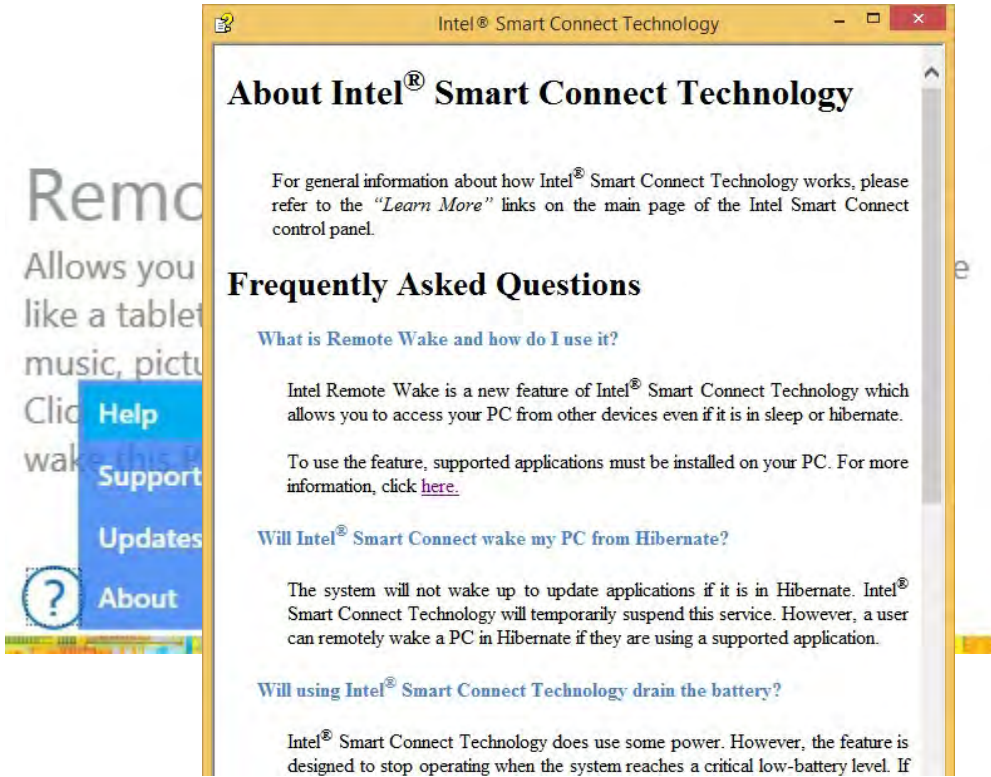 Intel® Smart Connect Technology
About Intel® Smart Connect Technology
For general information about how Intel® Smart Connect Technology works, please
refer to the “Learn More” links on the main page of the Intel Smart Connect
control panel.
Frequently Asked Questions
What is Remote Wake and how do I use it?
Intel Remote Wake is a new feature of Intel® Smart Connect Technology which
allows you to access your PC from other devices even if it is in sleep or hibernate.
To use the feature, supported applications must be installed on your PC. For more
information, click here.
Will Intel® Smart Connect wake my PC from Hibernate?
The system will not wake up to update applications if it is in Hibernate. Intel®
Smart Connect Technology will temporarily suspend this service. However, a user
can remotely wake a PC in Hibernate if they are using a supported application.
Will using Intel® Smart Connect Technology drain the battery?
Intel® Smart Connect Technology does use some power. However, the feature is
designed to stop operating when the system reaches a critical low-battery level. If
Remo
Allows you
e
like a tablet
music, pictu
Clic
wake this P
Help
Support
Updates
?
About